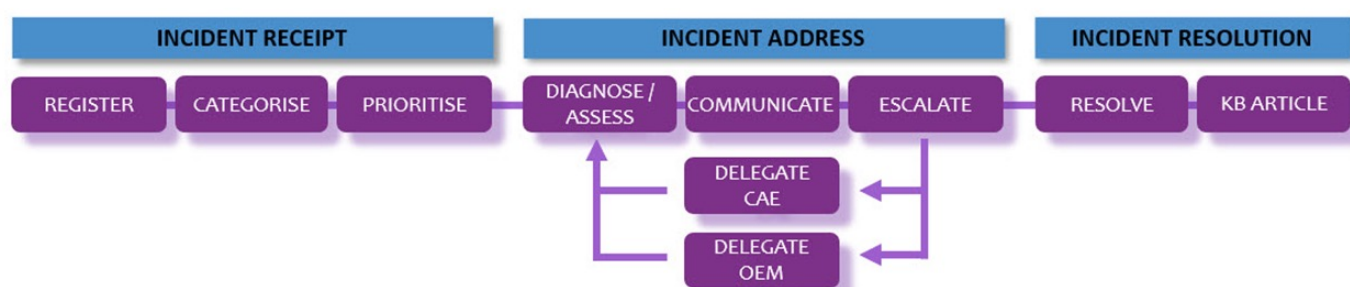 INCIDENT RECEIPT
INCIDENT ADDRESS
INCIDENT RESOLUTION
REGISTER
CATEGORISE
PRIORITISE
DIAGNOSE /
ASSESS
COMMUNICATE
ESCALATE
RESOLVE
KB ARTICLE
DELEGATE
CAE
DELEGATE
OEM